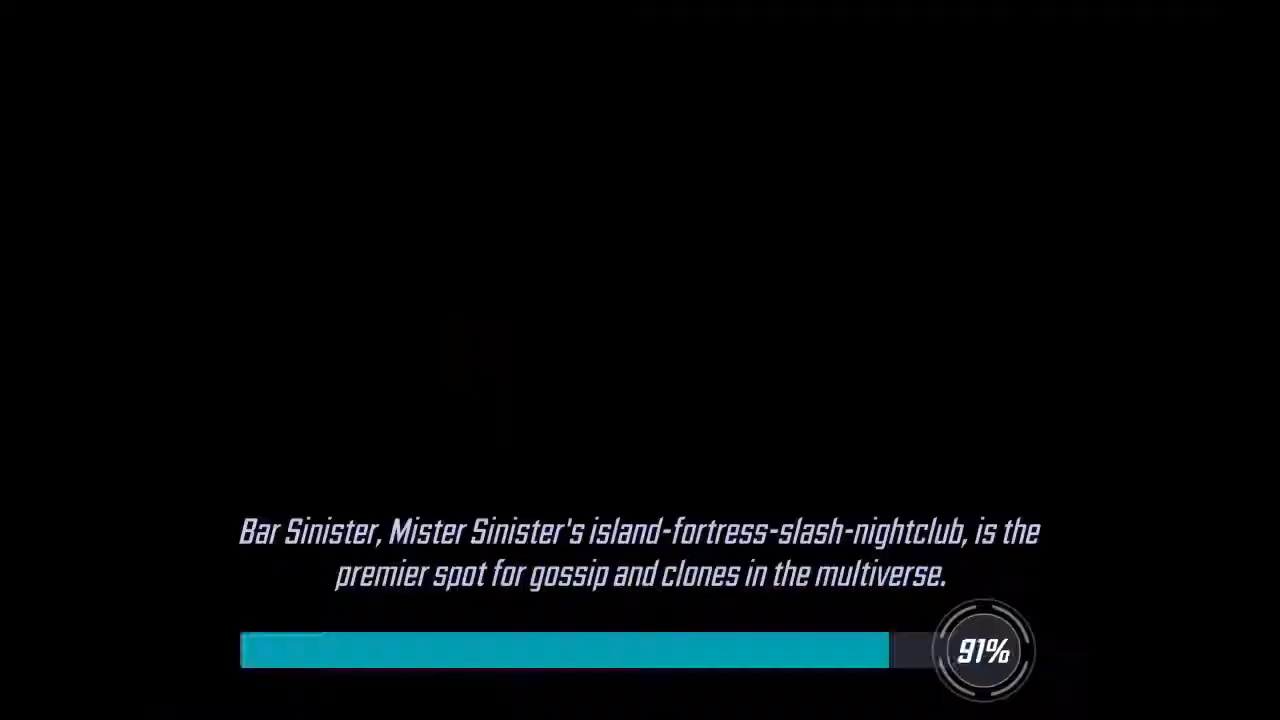 Bar Sinister, Mister Sinister's island-fortress-slash-nightclub, is the
premier spot for gossip and clones in the multiverse.
91%